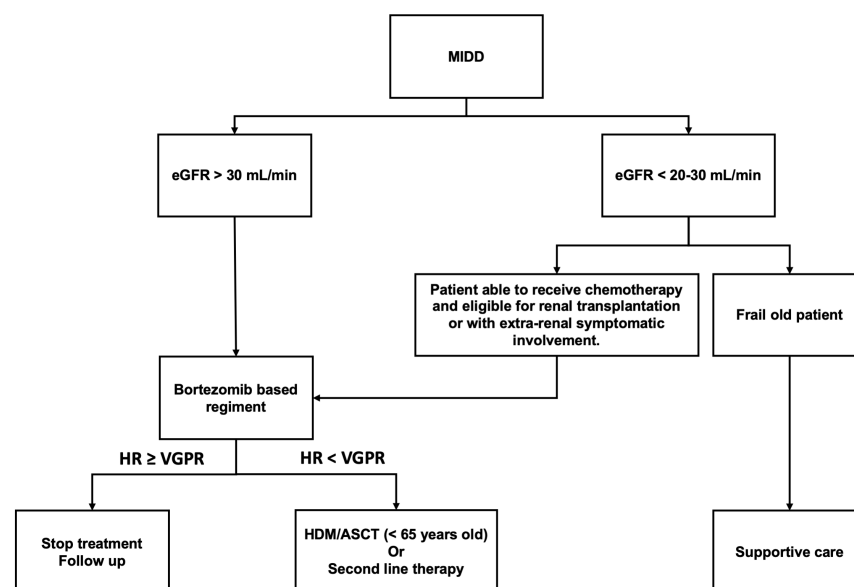 MIDD
eGFR > 30 mL/min
eGFR < 20-30 mL/min
Patient able to receive chemotherapy
and eligible for renal transplantation
or with extra-renal symptomatic
involvement.
Frail old patient
Bortezomib based
regiment
HR ≥ VGPR
HR < VGPR
Stop treatment
Follow up
HDM/ASCT (< 65 years old)
Or
Second line therapy
Supportive care